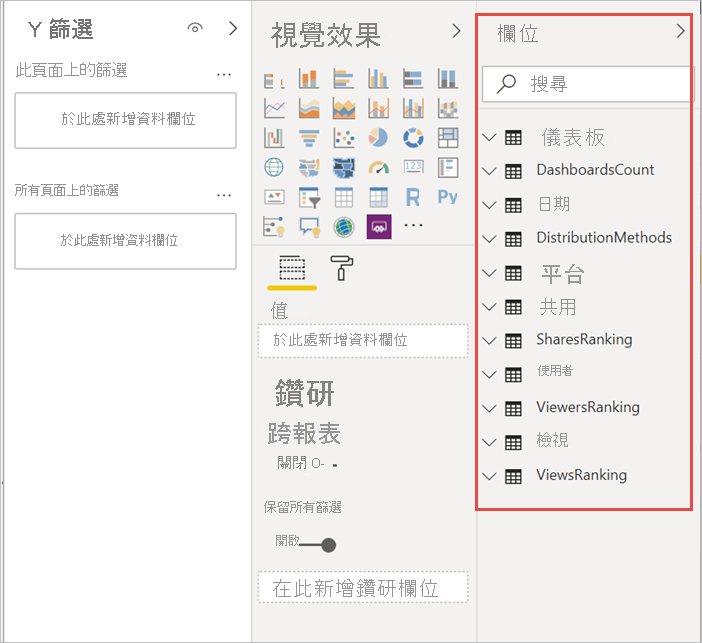 Y 篩選
此頁面上的篩選
...
於此處新增資料欄位
所有頁面上的篩選
...
於此處新增資料欄位
視覺效果
123
R
Py
...
值
於此處新增資料欄位
鑽研
跨報表
關閉 O- -
保留所有篩選
開啟
在此新增鑽研欄位
欄位
搜尋
儀表板
DashboardsCount
日期
DistributionMethods
平台
共用
SharesRanking
使用者
ViewersRanking
檢視
ViewsRanking